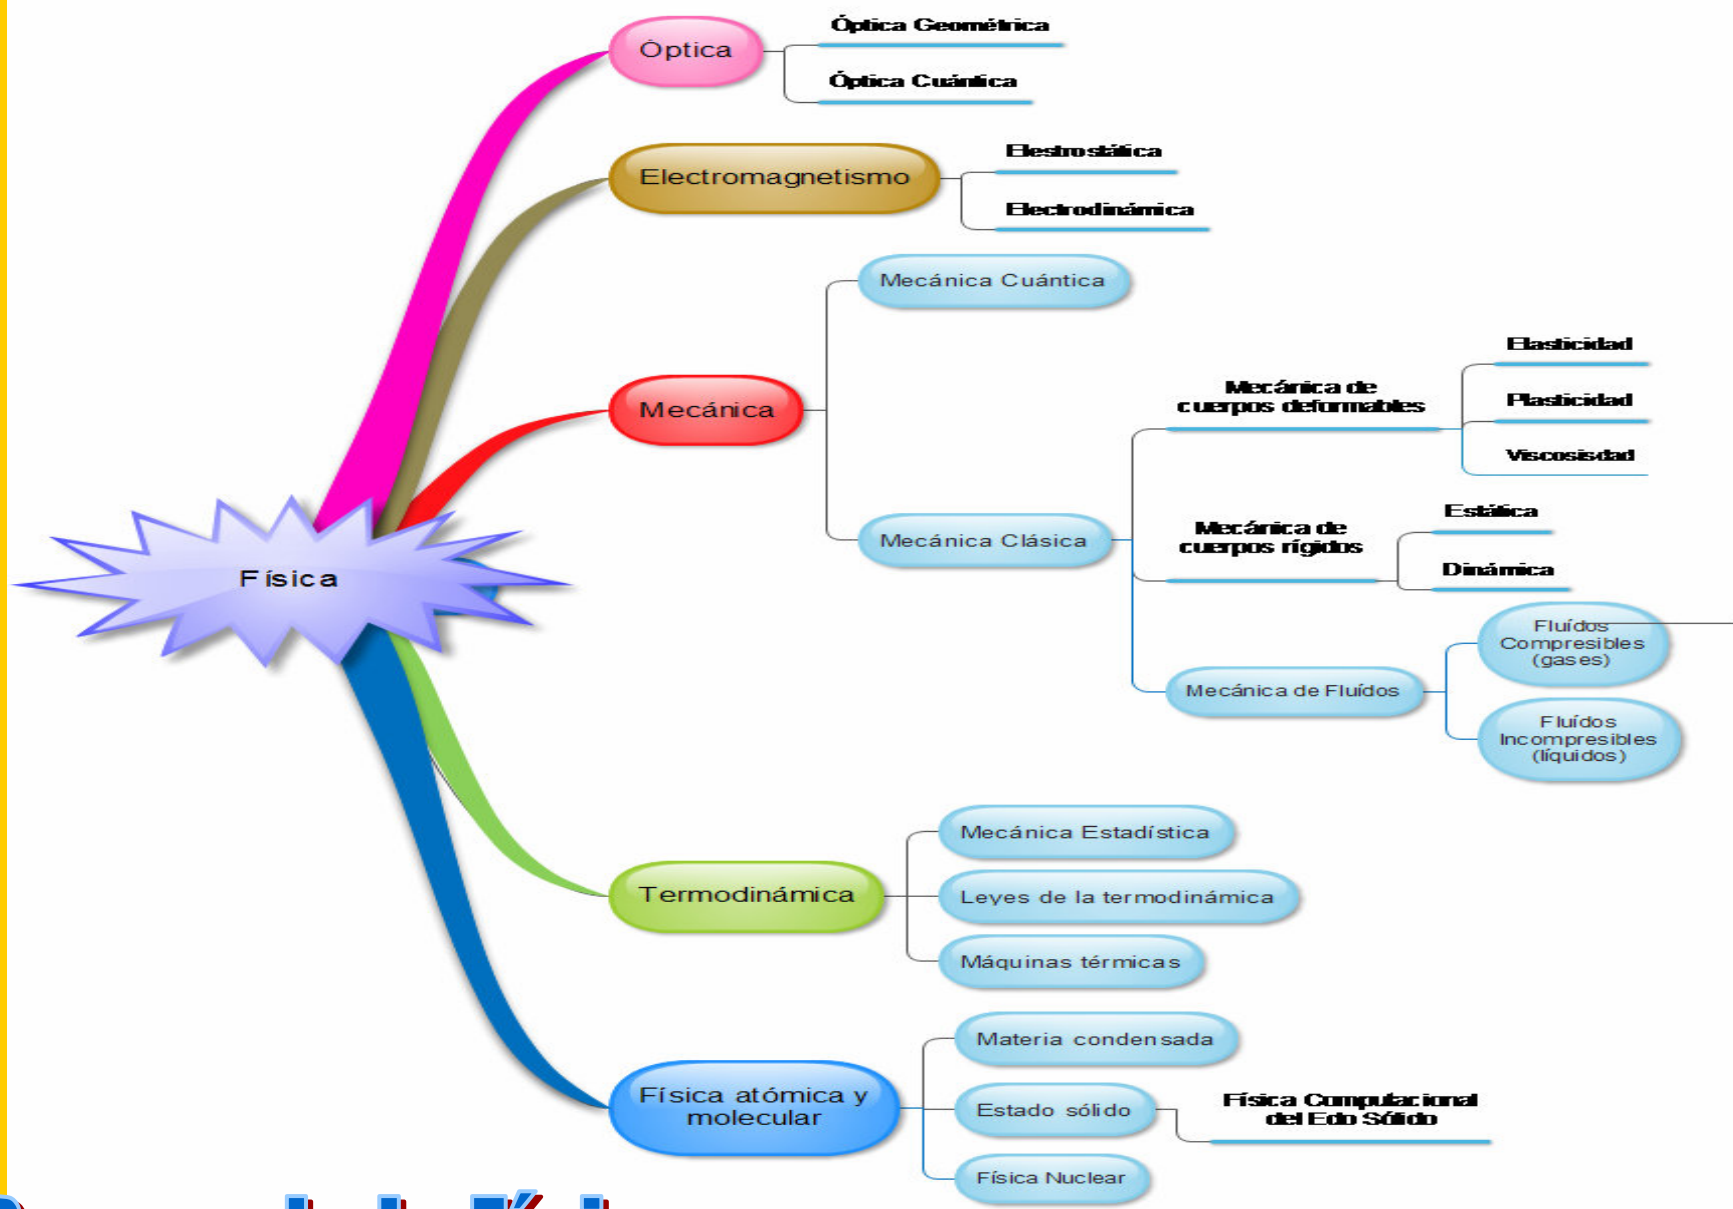 Óptica
Óptica Geométrica
Óptica Cuántica
Electromagnetismo
Elestrostática
Electrodinámica
Mecánica
Mecánica Cuántica
Mecánica Clásica
Mecánica de
cuerpos deformables
Elasticidad
Plasticidad
Viscosisdad
Mecánica de
cuerpos rígidos
Estática
Dinámica
Mecánica de Fluídos
Fluídos
Compresibles
(gases)
Fluídos
Incompresibles
(líquidos)
Física
Termodinámica
Mecánica Estadística
Leyes de la termodinámica
Máquinas térmicas
Física atómica y
molecular
Materia condensada
Estado sólido
Física Computacional
del Edo Sólido
Física Nuclear